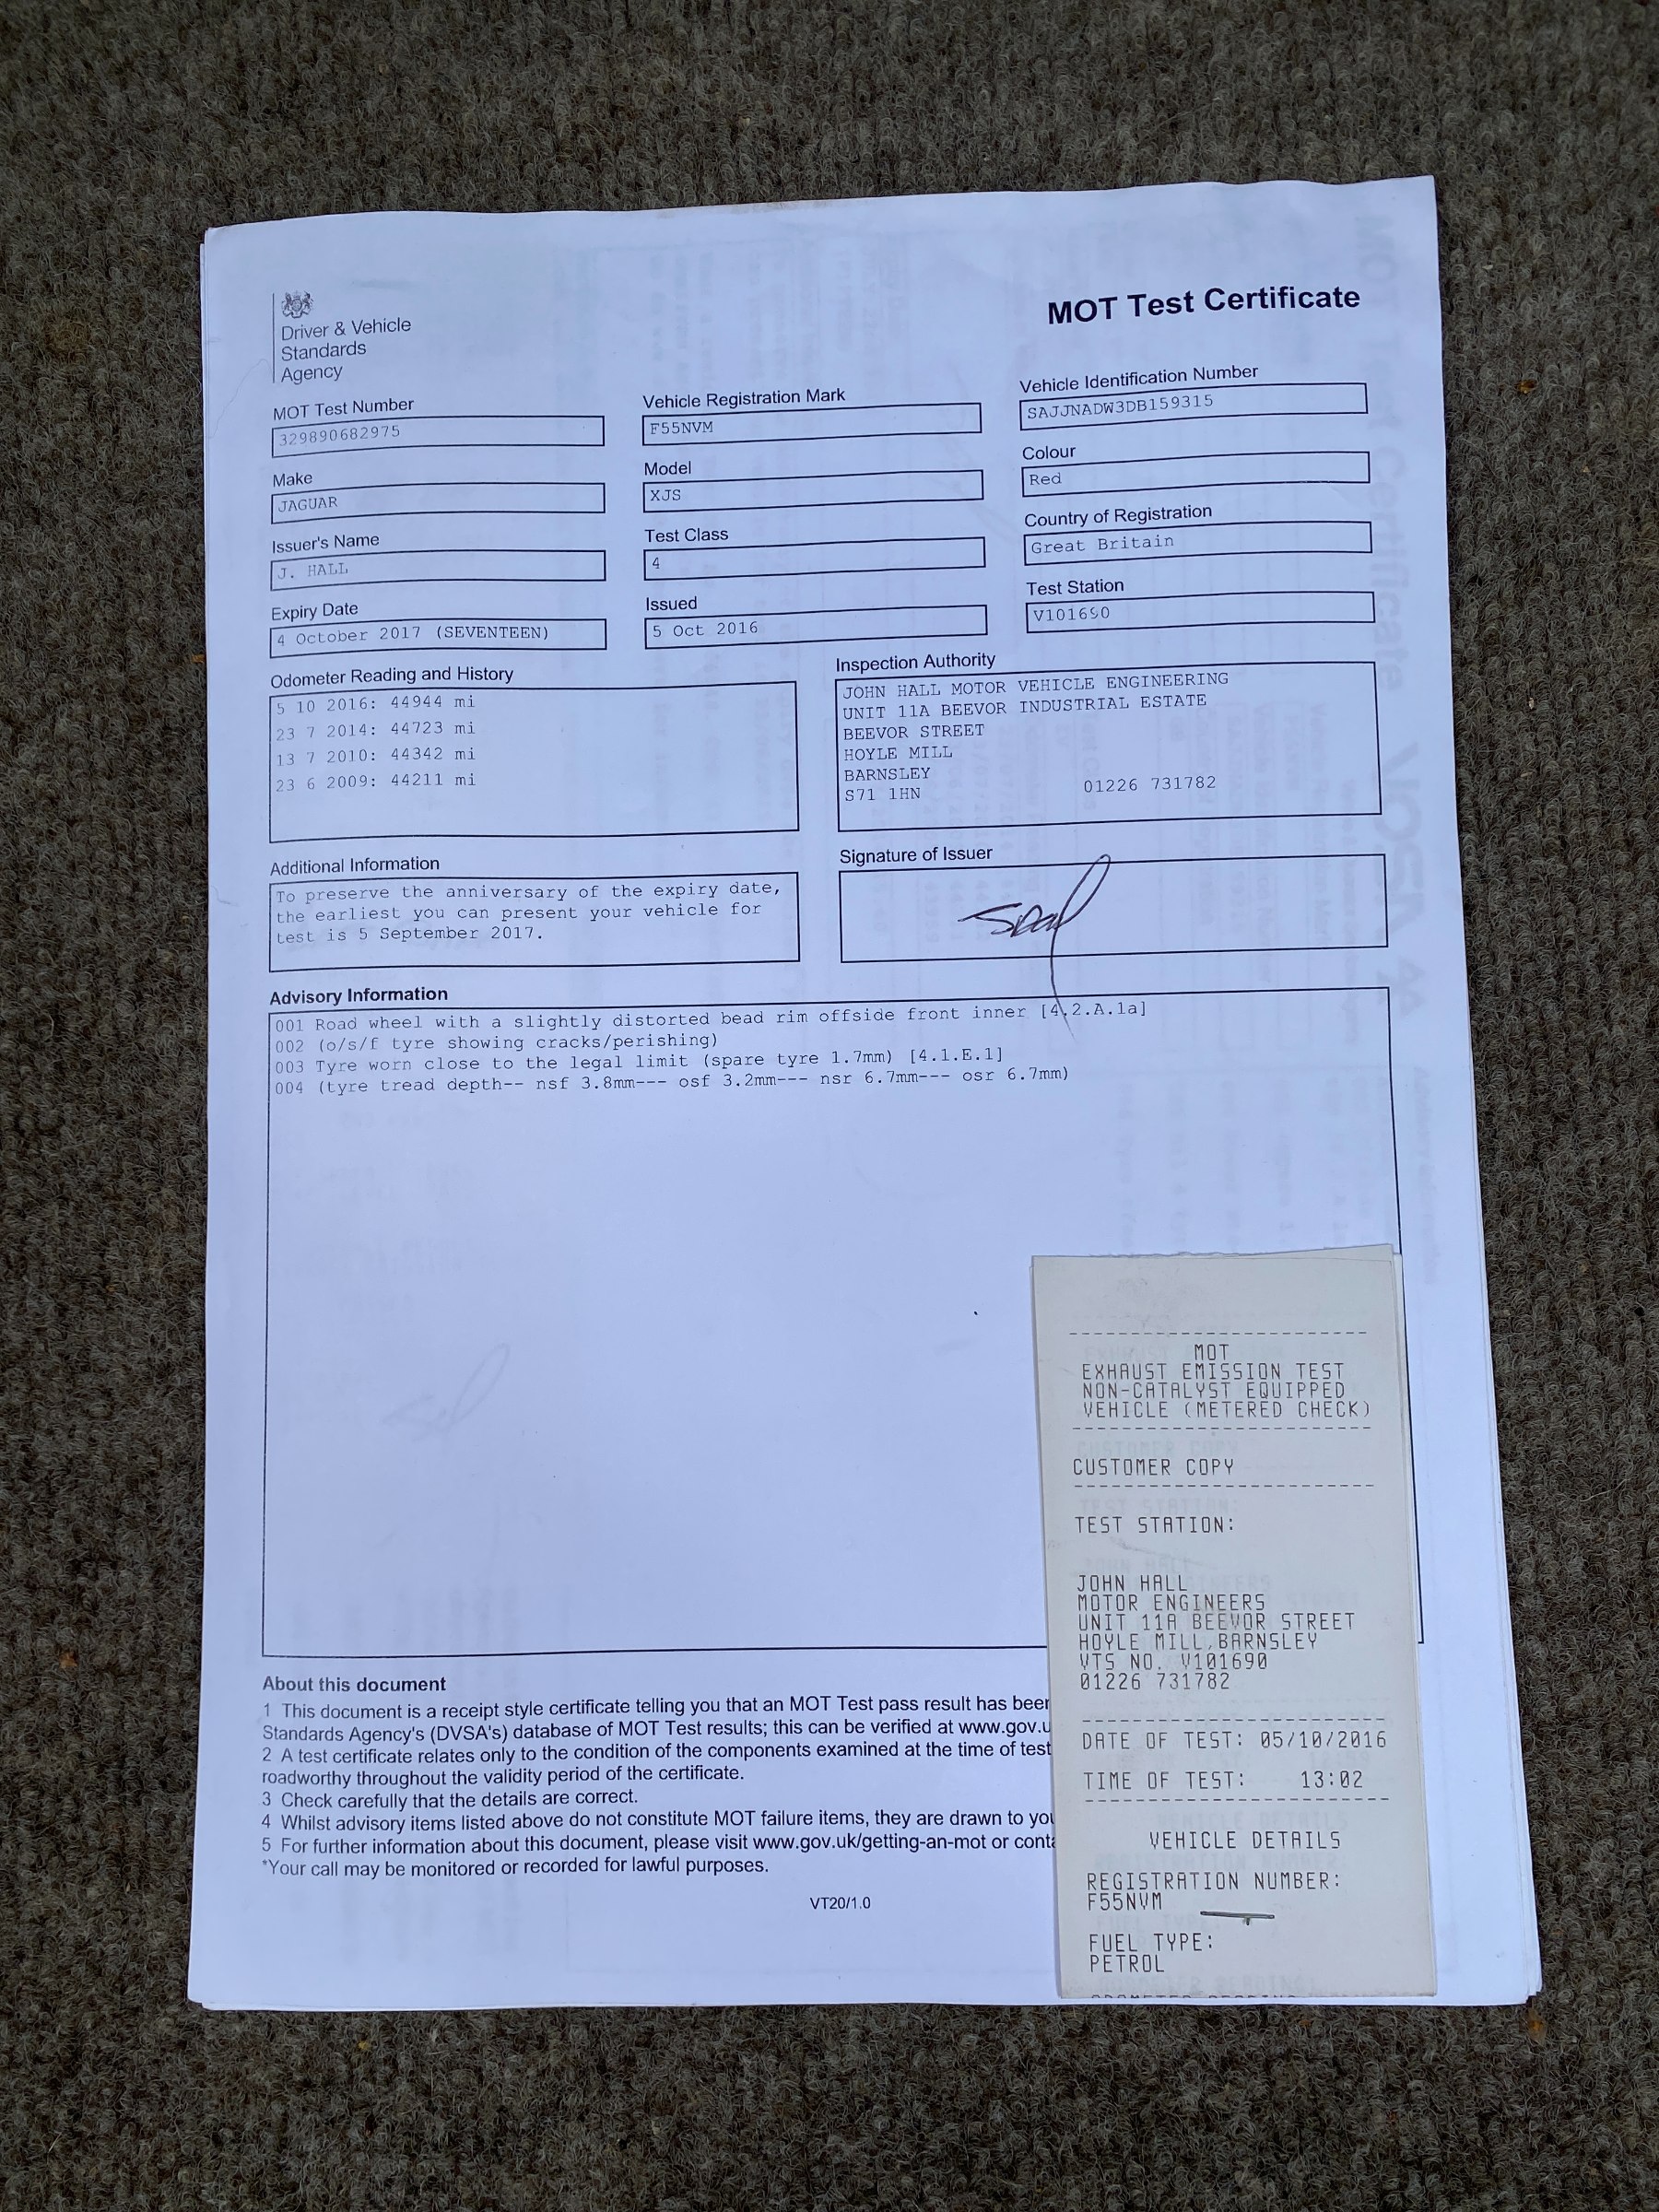 Driver & Vehicle
Standards
Agency
MOT Test Certificate
MOT Test Number
329890682975
Vehicle Registration Mark
F55NVM
Vehicle Identification Number
SAJJNADW3DB159315
Make
JAGUAR
Model
XJS
Colour
Red
Issuer's Name
J. HALL
Test Class
4
Country of Registration
Great Britain
Expiry Date
4 October 2017 (SEVENTEEN)
Issued
5 Oct 2016
Test Station
V101690
Odometer Reading and History
5 10 2016: 44944 mi
23 7 2014: 44723 mi
13 7 2010: 44342 mi
23 6 2009: 44211 mi
Inspection Authority
JOHN HALL MOTOR VEHICLE ENGINEERING
UNIT 11A BEEVOR INDUSTRIAL ESTATE
BEEVOR STREET
HOYLE MILL
BARNSLEY
S71 1HN 01226 731782
Additional Information
To preserve the anniversary of the expiry date,
the earliest you can present your vehicle for
test is 5 September 2017.
Signature of Issuer
Advisory Information
001 Road wheel with a slightly distorted bead rim offside front inner [4.2.A.1a]
002 (o/s/f tyre showing cracks/perishing)
003 Tyre worn close to the legal limit (spare tyre 1.7mm) [4.1.E.1]
004 (tyre tread depth-- nsf 3.8mm--- osf 3.2mm--- nsr 6.7mm--- osr 6.7mm)
About this document
1 This document is a receipt style certificate telling you that an MOT Test pass result has been
Standards Agency's (DVSA's) database of MOT Test results; this can be verified at www.gov.u
2 A test certificate relates only to the condition of the components examined at the time of test
roadworthy throughout the validity period of the certificate.
3 Check carefully that the details are correct.
4 Whilst advisory items listed above do not constitute MOT failure items, they are drawn to you
5 For further information about this document, please visit www.gov.uk/getting-an-mot or conta
*Your call may be monitored or recorded for lawful purposes.
VT20/1.0
MOT
EXHAUST EMISSION TEST
NON-CATALYST EQUIPPED
VEHICLE (METERED CHECK)
CUSTOMER COPY
TEST STATION:
JOHN HALL
MOTOR ENGINEERS
UNIT 11A BEEVOR STREET
HOYLE MILL,BARNSLEY
VTS NO. V101690
01226 731782
DATE OF TEST: 05/10/2016
TIME OF TEST: 13:02
VEHICLE DETAILS
REGISTRATION NUMBER:
F55NVM
FUEL TYPE:
PETROL